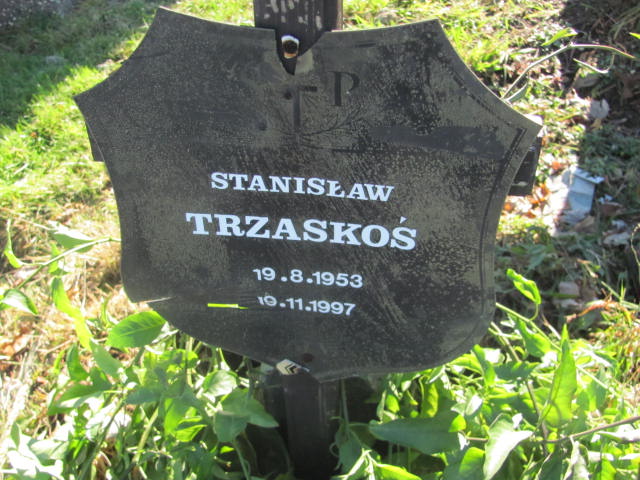 † P
STANISŁAW
TRZASKOŚ
19.8.1953
19.11.1997